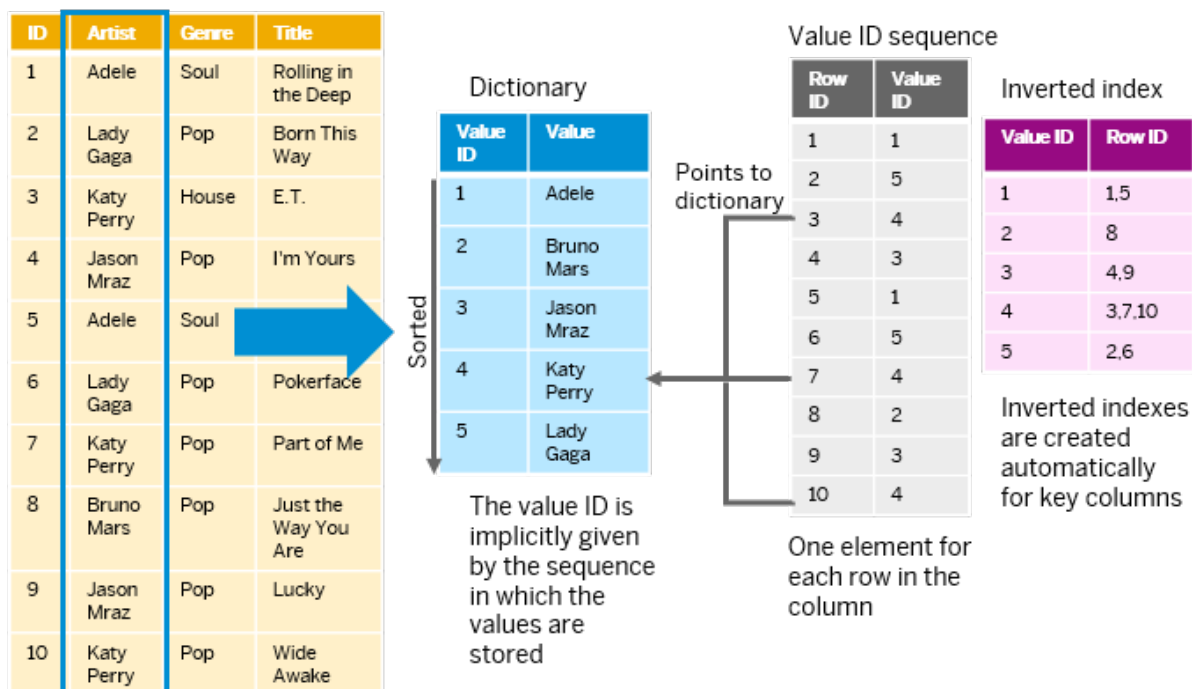 ID Artist Genre Title
1 Adele Soul Rolling in
the Deep
2 Lady Pop Born This
Gaga Way
3 Katy House E.T.
Perry
4 Jason Pop I'm Yours
Mraz
5 Adele Soul
6 Lady Pop Pokerface
Gaga
7 Katy Pop Part of Me
Perry
8 Bruno Pop Just the
Mars Way You
Are
9 Jason Pop Lucky
Mraz
10 Katy Pop Wide
Perry Awake
Dictionary
Value Value
ID
1 Adele
2 Bruno
Mars
3 Jason
Mraz
4 Katy
Perry
5 Lady
Gaga
Sorted
The value ID is
implicitly given
by the sequence
in which the
values are
stored
Points to
dictionary
Value ID sequence
Row Value
ID ID
1 1
2 5
3 4
4 3
5 1
6 5
7 4
8 2
9 3
10 4
One element for
each row in the
column
Inverted index
Value ID Row ID
1 1,5
2 8
3 4,9
4 3,7,10
5 2,6
Inverted indexes
are created
automatically
for key columns